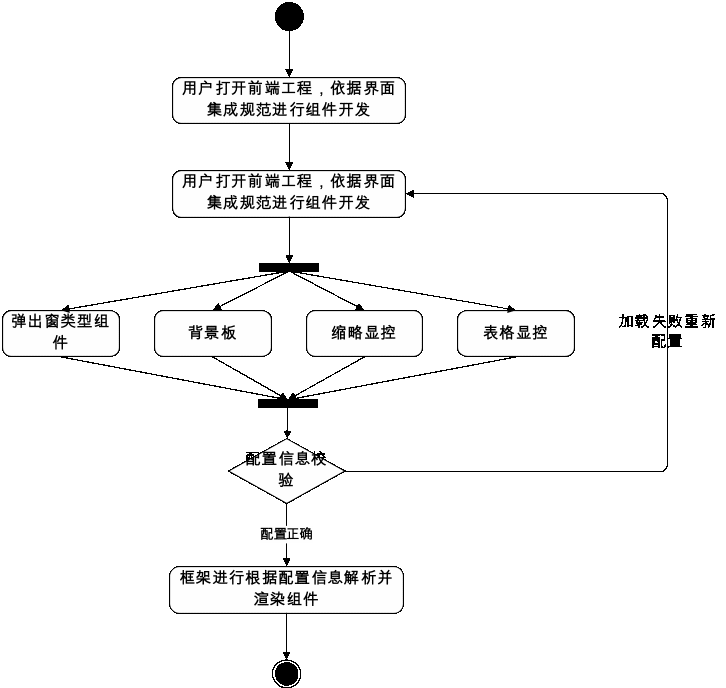 用户打开前端工程，依据界面
集成规范进行组件开发
用户打开前端工程，依据界面
集成规范进行组件开发
弹出窗类型组
件
背景板
缩略显控
表格显控
加载失败重新
配置
配置信息校
验
配置正确
框架进行根据配置信息解析并
渲染组件